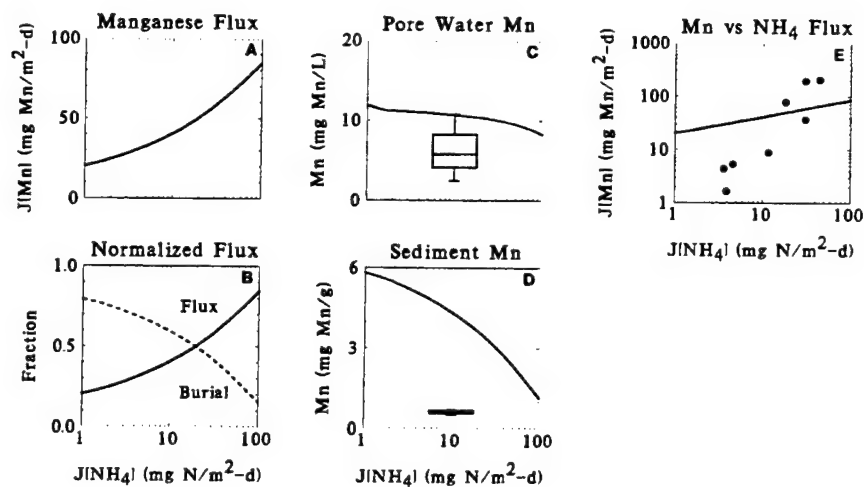 Manganese Flux
J[Mn] (mg Mn/m²-d)
100
50
0
A
Pore Water Mn
Mn (mg Mn/L)
20
10
0
C
Mn vs NH4 Flux
J[Mn] (mg Mn/m²-d)
1000
100
10
1
E
1
10
100
J[NH4] (mg N/m²-d)
Normalized Flux
Fraction
1.0
0.5
0.0
B
Flux
Burial
1
10
100
J[NH4] (mg N/m²-d)
Sediment Mn
Mn (mg Mn/g)
6
3
0
D
1
10
100
J[NH4] (mg N/m²-d)